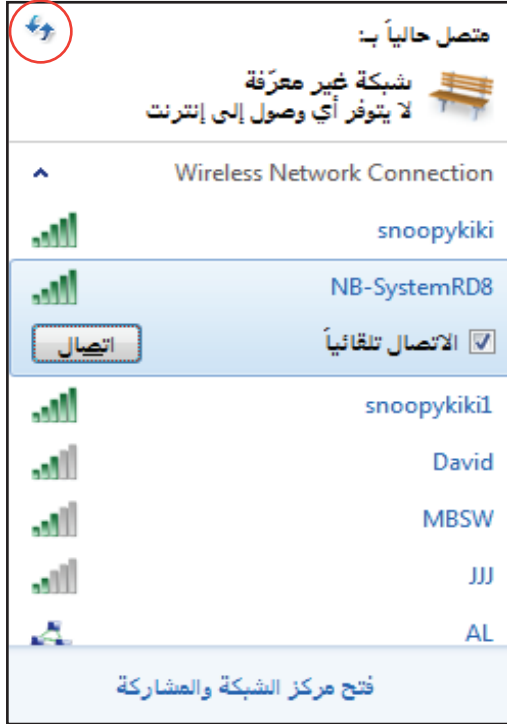 متصل حالياً بـ:
شبكة غير معرّفة
لا يتوفر أي وصول إلى إنترنت
Wireless Network Connection
snoopykiki
NB-SystemRD8
الاتصال تلقائياً
اتصال
snoopykiki1
David
MBSW
JJJ
AL
فتح مركز الشبكة والمشاركة